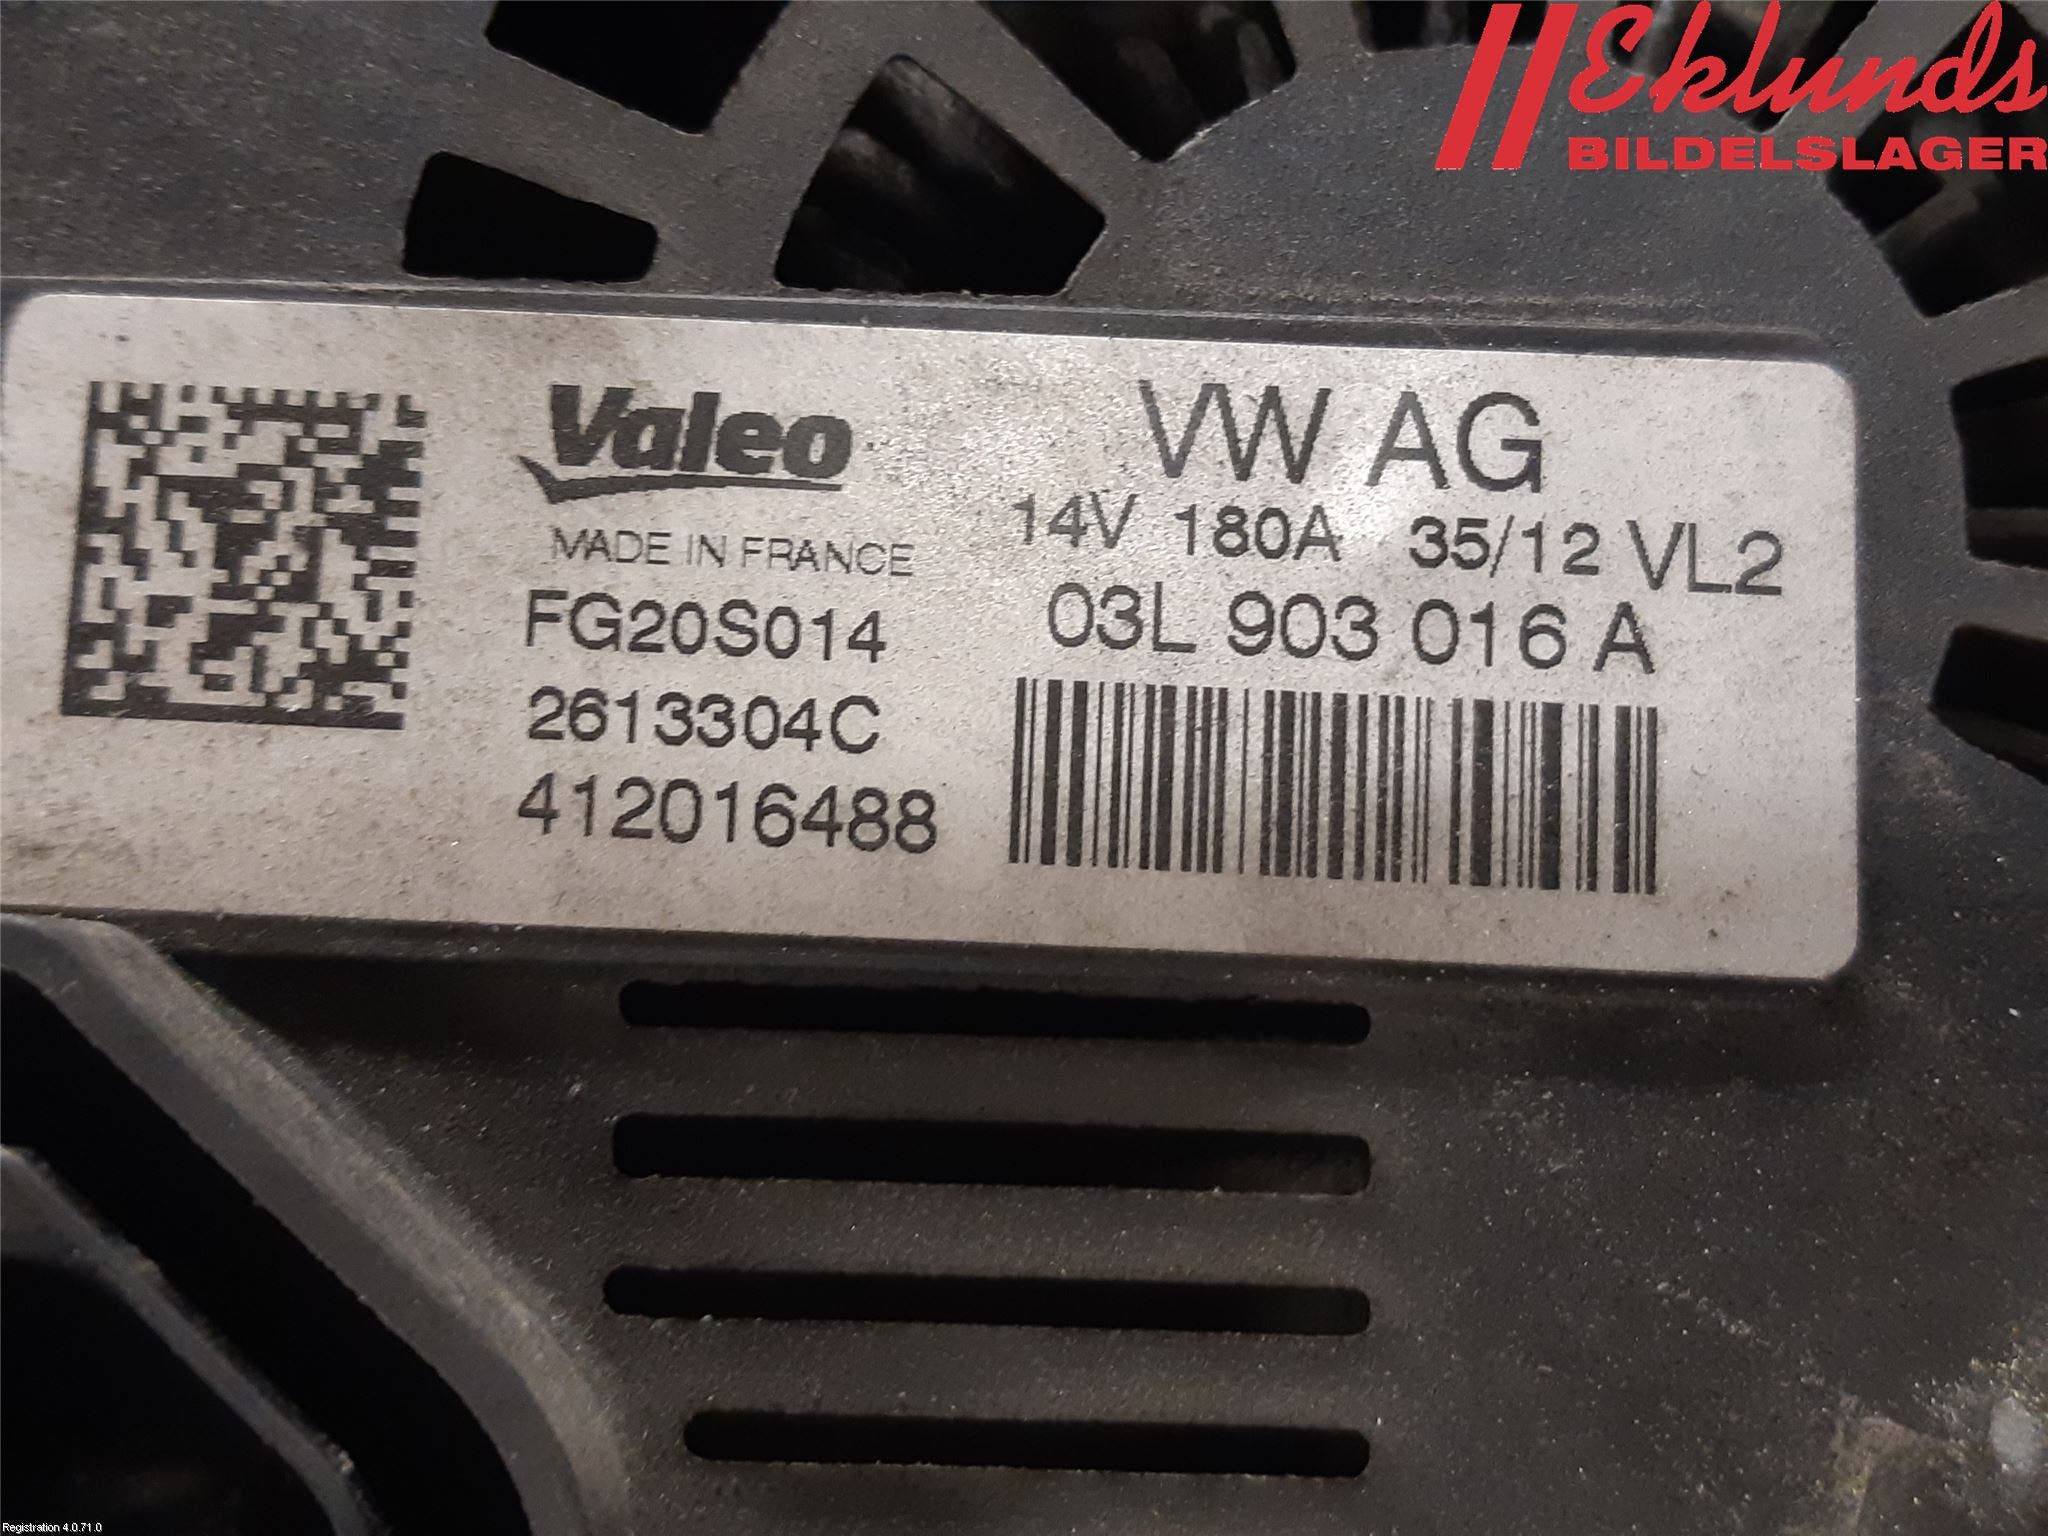 Eklunds
BILDELSLAGER
Valeo
MADE IN FRANCE
FG20S014
2613304C
412016488
VW AG
14V 180A 35/12 VL2
03L 903 016 A
Registration 4.0.71.0